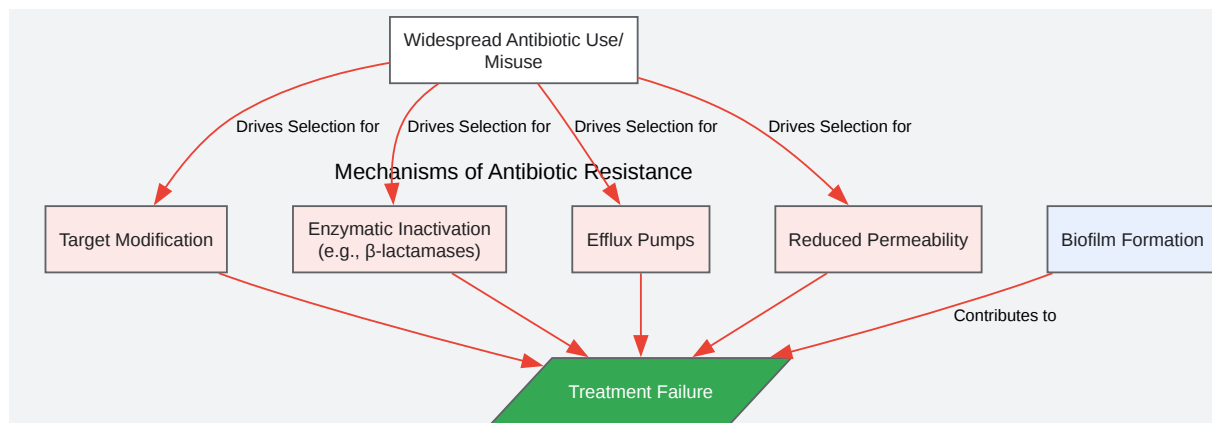 Widespread Antibiotic Use/
Misuse
Drives Selection for
Drives Selection for
Drives Selection for
Drives Selection for
Mechanisms of Antibiotic Resistance
Target Modification
Enzymatic Inactivation
(e.g., β-lactamases)
Efflux Pumps
Reduced Permeability
Biofilm Formation
Contributes to
Treatment Failure